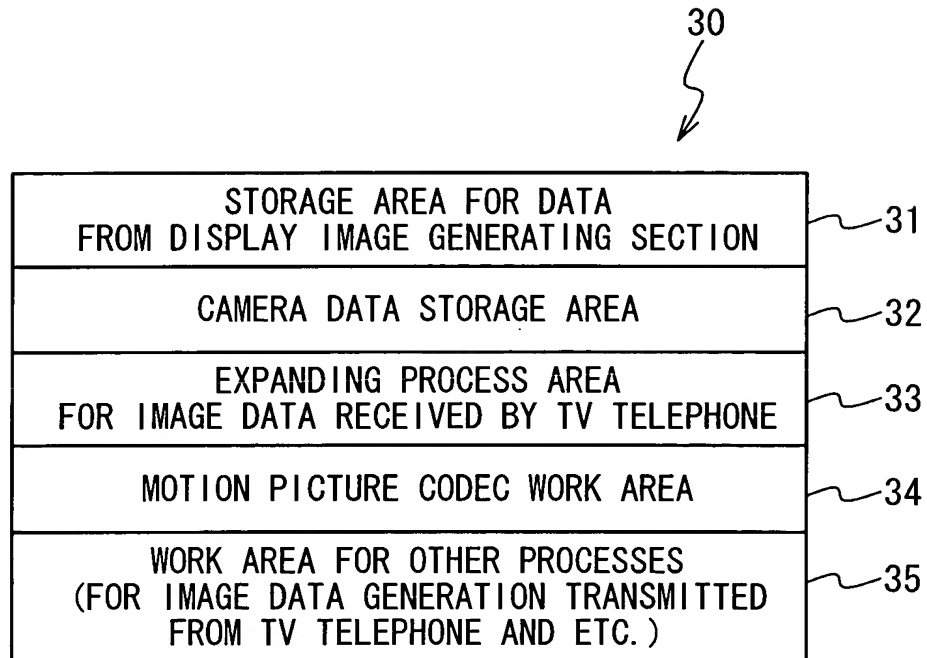 30
STORAGE AREA FOR DATA
FROM DISPLAY IMAGE GENERATING SECTION
31
CAMERA DATA STORAGE AREA
32
EXPANDING PROCESS AREA
FOR IMAGE DATA RECEIVED BY TV TELEPHONE
33
MOTION PICTURE CODEC WORK AREA
34
WORK AREA FOR OTHER PROCESSES
(FOR IMAGE DATA GENERATION TRANSMITTED
FROM TV TELEPHONE AND ETC.)
35